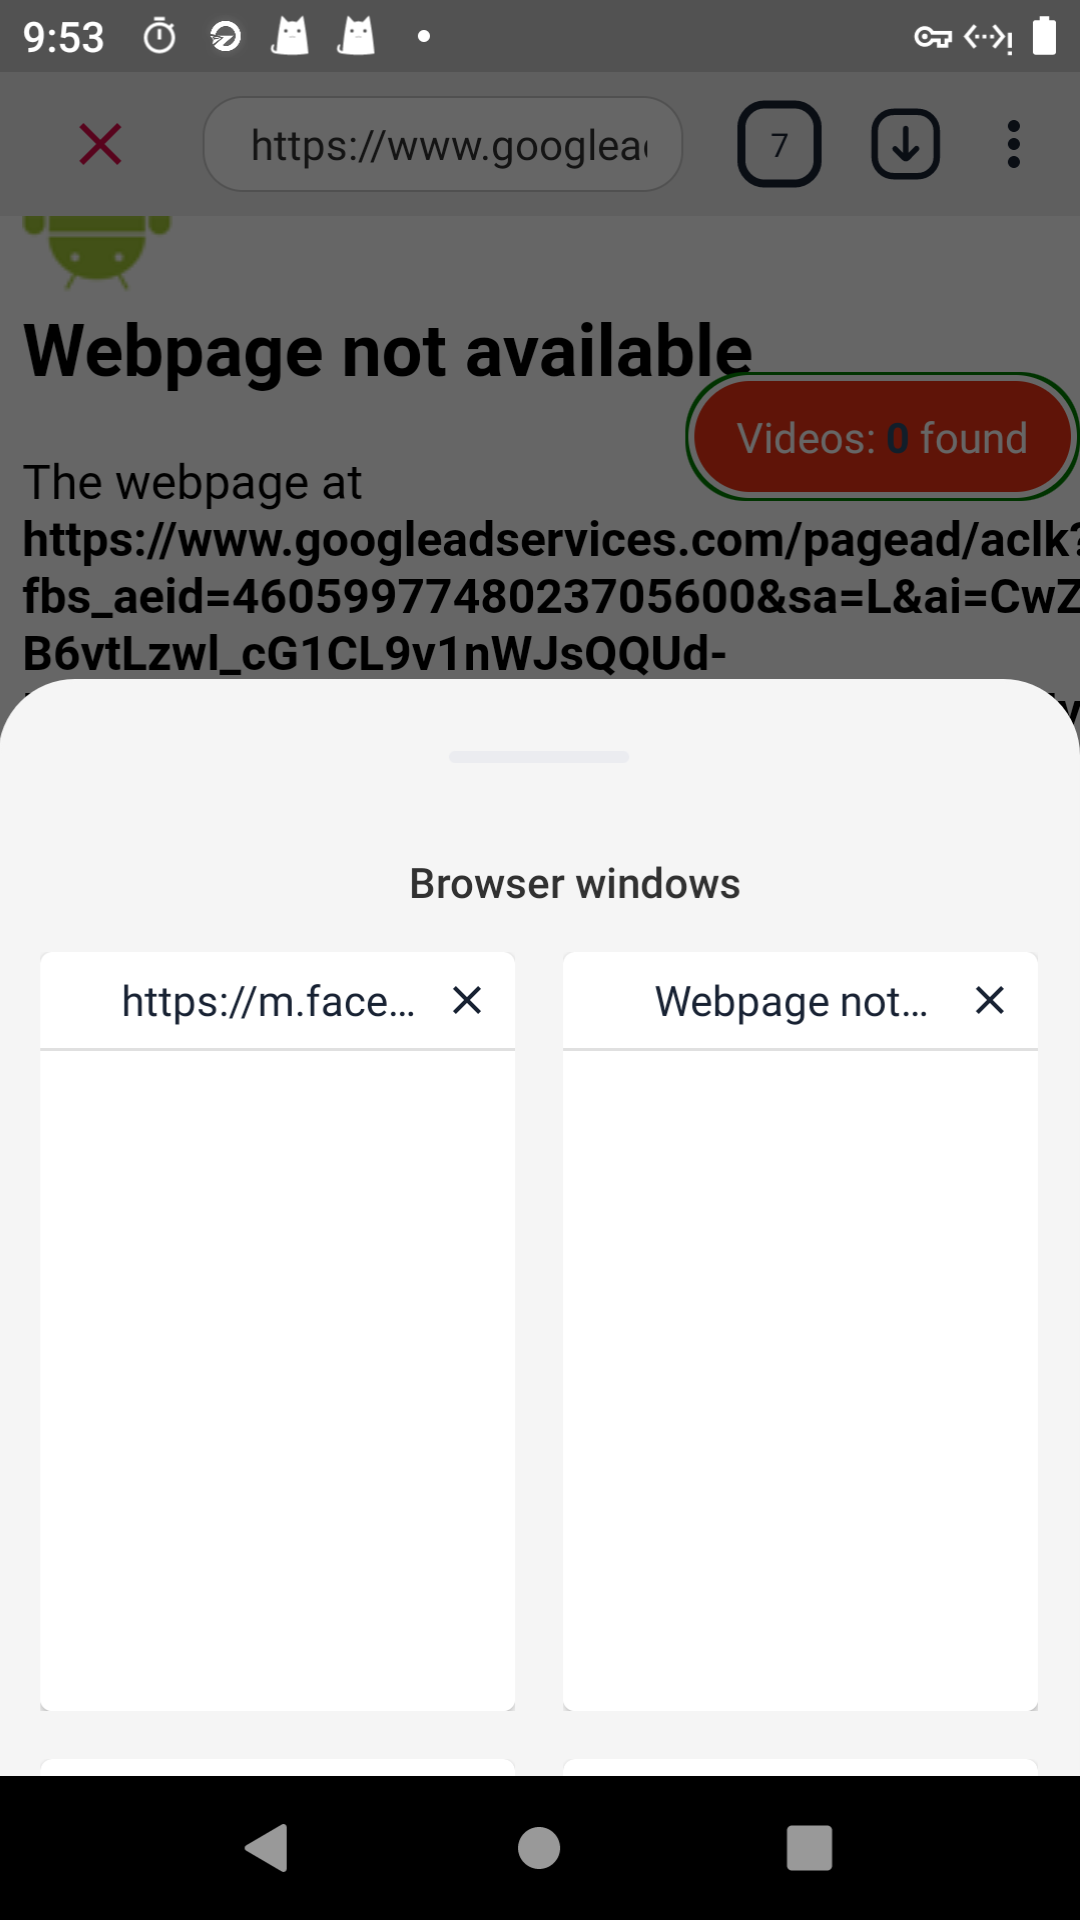 9:53
https://www.googlea
7
Webpage not available
Videos: 0 found
The webpage at
https://www.googleadservices.com/pagead/aclk?
fbs_aeid=4605997748023705600&sa=L&ai=CwZ
B6vtLzwl_cG1CL9v1nWJsQQUd-
Browser windows
https://m.face...
Webpage not...